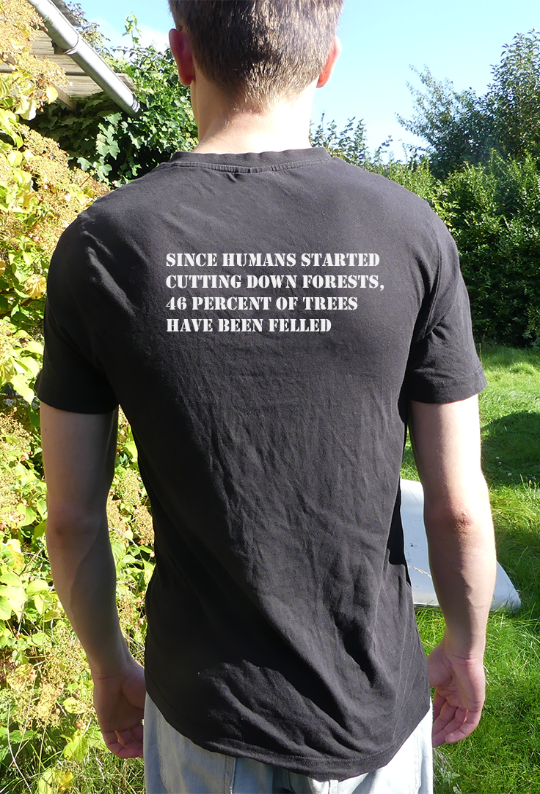 SINCE HUMANS STARTED
CUTTING DOWN FORESTS,
46 PERCENT OF TREES
HAVE BEEN FELLED